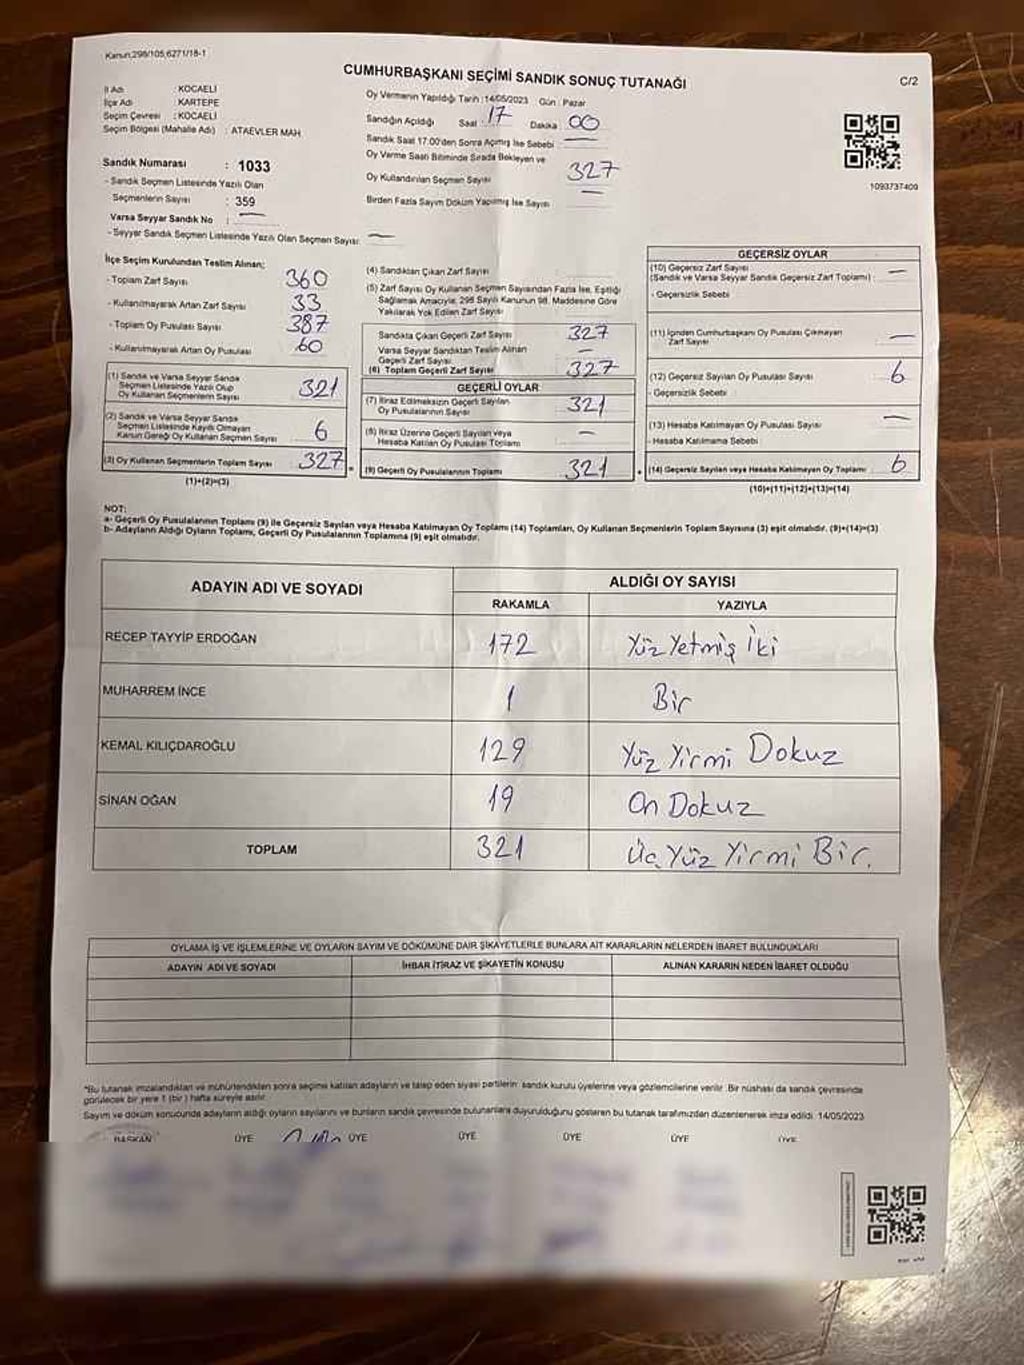 Kanun:298/105;6271/18-1
CUMHURBAŞKANI SEÇİMİ SANDIK SONUÇ TUTANAĞI
C/2
İl Adı : KOCAELİ
İlçe Adı : KARTEPE
Seçim Çevresi : KOCAELİ
Seçim Bölgesi (Mahalle Adı) : ATAEVLER MAH.
Sandık Numarası : 1033
- Sandık Seçmen Listesinde Yazılı Olan
Seçmenlerin Sayısı : 359
Varsa Seyyar Sandık No : —
- Seyyar Sandık Seçmen Listesinde Yazılı Olan Seçmen Sayısı: —
Oy Vermenin Yapıldığı Tarih :14/05/2023 Gün : Pazar
Sandığın Açıldığı Saat : 17 Dakika : 00
Sandık Saat 17:00'den Sonra Açılmış İse Sebebi : —
Oy Verme Saati Bitiminde Sırada Bekleyen ve
Oy Kullandırılan Seçmen Sayısı 327
Birden Fazla Sayım Döküm Yapılmış İse Sayısı —
1093737409
İlçe Seçim Kurulundan Teslim Alınan;
- Toplam Zarf Sayısı 360
- Kullanılmayarak Artan Zarf Sayısı 33
- Toplam Oy Pusulası Sayısı 387
- Kullanılmayarak Artan Oy Pusulası 60
(1) Sandık ve Varsa Seyyar Sandık
Seçmen Listesinde Yazılı Olup
Oy Kullanan Seçmenlerin Sayısı 321
(2) Sandık ve Varsa Seyyar Sandık
Seçmen Listesinde Kaydı Olmayan
Kanun Gereği Oy Kullanan Seçmen Sayısı 6
(3) Oy Kullanan Seçmenlerin Toplam Sayısı 327
(1)+(2)=(3)
(4) Sandıktan Çıkan Zarf Sayısı
(5) Zarf Sayısı Oy Kullanan Seçmen Sayısından Fazla İse, Eşitliği
Sağlamak Amacıyla; 298 Sayılı Kanunun 98. Maddesine Göre
Yakılarak Yok Edilen Zarf Sayısı
Sandıkta Çıkan Geçerli Zarf Sayısı 327
Varsa Seyyar Sandıktan Teslim Alınan
Geçerli Zarf Sayısı —
(6) Toplam Geçerli Zarf Sayısı 327
GEÇERLİ OYLAR
(7) İtiraz Edilmeksizin Geçerli Sayılan
Oy Pusulalarının Sayısı 321
(8) İtiraz Üzerine Geçerli Sayılan veya
Hesaba Katılan Oy Pusulası Toplamı —
(9) Geçerli Oy Pusulalarının Toplamı 321
GEÇERSİZ OYLAR
(10) Geçersiz Zarf Sayısı
(Sandık ve Varsa Seyyar Sandık Geçersiz Zarf Toplamı) : —
- Geçersizlik Sebebi
(11) İçinden Cumhurbaşkanı Oy Pusulası Çıkmayan
Zarf Sayısı —
(12) Geçersiz Sayılan Oy Pusulası Sayısı 6
- Geçersizlik Sebebi
(13) Hesaba Katılmayan Oy Pusulası Sayısı —
- Hesaba Katılmama Sebebi
(14) Geçersiz Sayılan veya Hesaba Katılmayan Oy Toplamı 6
(10)+(11)+(12)+(13)=(14)
NOT:
a- Geçerli Oy Pusulalarının Toplamı (9) ile Geçersiz Sayılan veya Hesaba Katılmayan Oy Toplamı (14) Toplamları, Oy Kullanan Seçmenlerin Toplam Sayısına (3) eşit olmalıdır. (9)+(14)=(3)
b- Adayların Aldığı Oyların Toplamı, Geçerli Oy Pusulalarının Toplamına (9) eşit olmalıdır.
ADAYIN ADI VE SOYADI
ALDIĞI OY SAYISI
RAKAMLA YAZIYLA
RECEP TAYYİP ERDOĞAN 172 Yüz Yetmiş İki
MUHARREM İNCE 1 Bir
KEMAL KILIÇDAROĞLU 129 Yüz Yirmi Dokuz
SİNAN OĞAN 19 On Dokuz
TOPLAM 321 Üç Yüz Yirmi Bir.
OYLAMA İŞ VE İŞLEMLERİNE VE OYLARIN SAYIM VE DÖKÜMÜNE DAİR ŞİKAYETLERLE BUNLARA AİT KARARLARIN NELERDEN İBARET BULUNDUKLARI
ADAYIN ADI VE SOYADI İHBAR İTİRAZ VE ŞİKAYETİN KONUSU ALINAN KARARIN NEDEN İBARET OLDUĞU
*Bu tutanak imzalandıktan ve mühürlendikten sonra seçime katılan adayların ve talep eden siyasi partilerin sandık kurulu üyelerine veya gözlemcilerine verilir. Bir nüshası da sandık çevresinde
görülecek bir yere 1 (bir) hafta süreyle asılır.
Sayım ve döküm sonucunda adayların aldığı oyların sayılarını ve bunların sandık çevresinde bulunanlara duyurulduğunu gösteren bu tutanak tarafımızdan düzenlenerek imza edildi. 14/05/2023
BAŞKAN ÜYE ÜYE ÜYE ÜYE ÜYE ÜYE